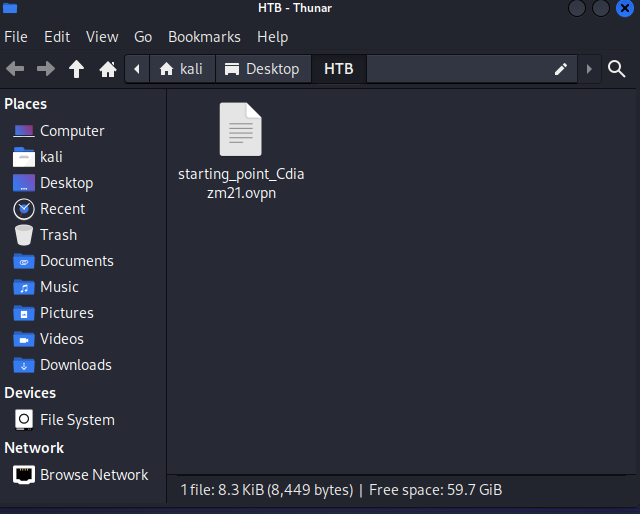 HTB - Thunar
File Edit View Go Bookmarks Help
kali Desktop HTB
Places
Computer
kali
Desktop
Recent
Trash
Documents
Music
Pictures
Videos
Downloads
Devices
File System
Network
Browse Network
starting_point_Cdia
zm21.ovpn
1 file: 8.3 KiB (8,449 bytes) | Free space: 59.7 GiB